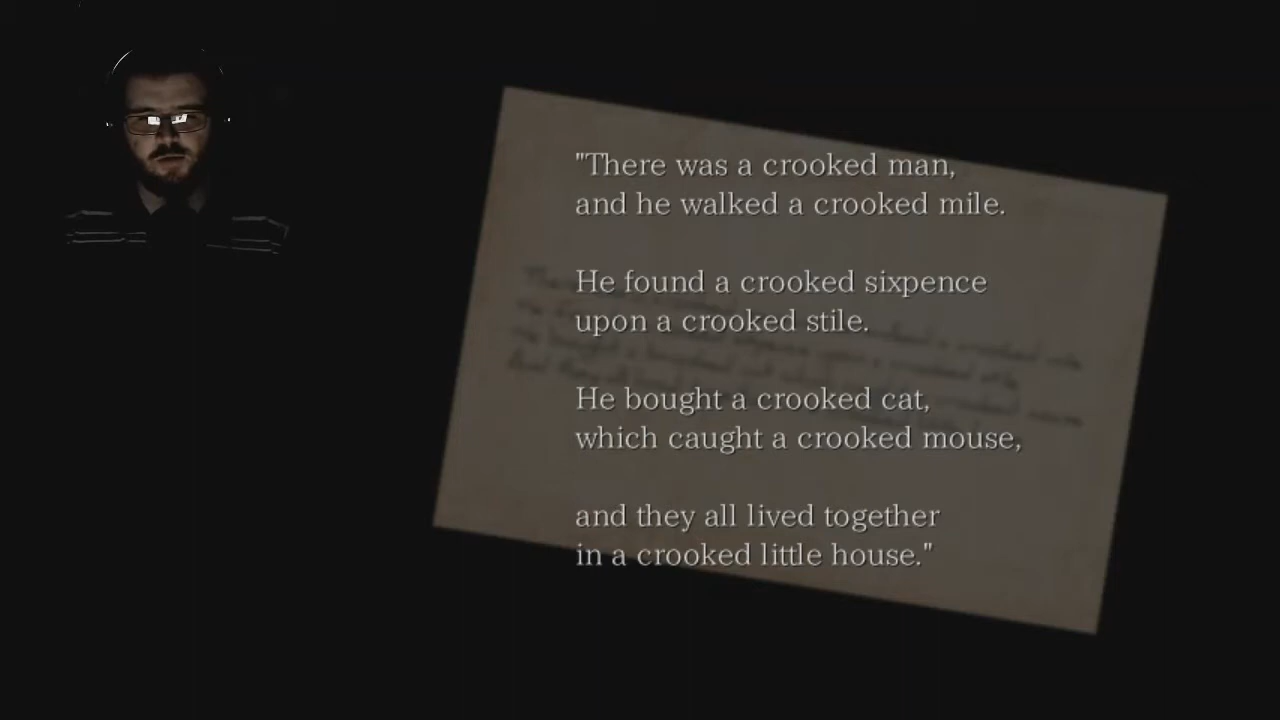 "There was a crooked man,
and he walked a crooked mile.
He found a crooked sixpence
upon a crooked stile.
He bought a crooked cat,
which caught a crooked mouse,
and they all lived together
in a crooked little house."